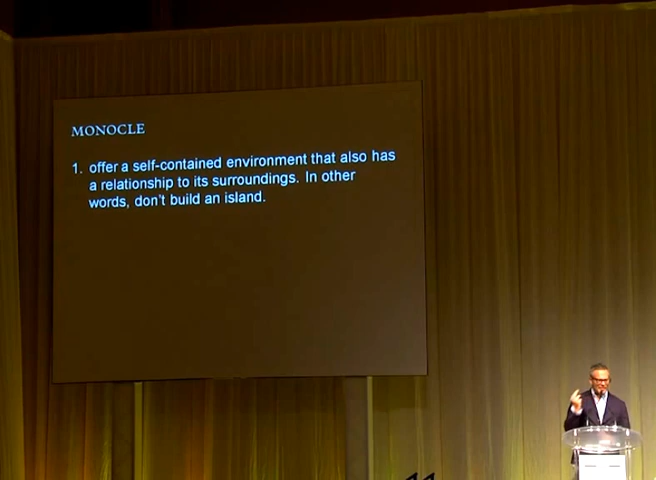 MONOCLE
1. offer a self-contained environment that also has
a relationship to its surroundings. In other
words, don't build an island.